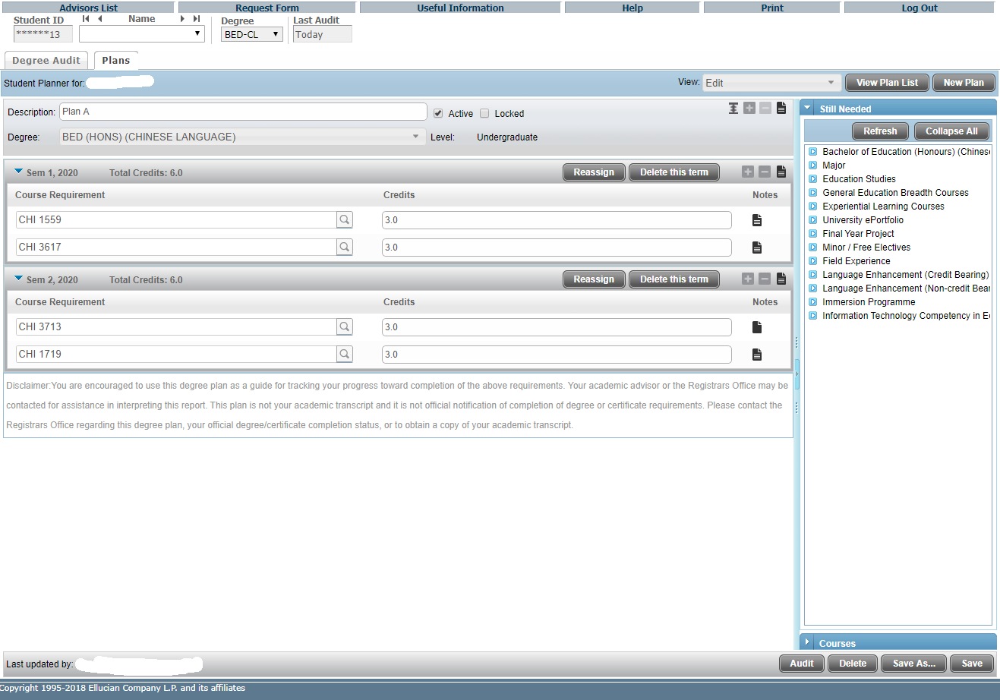 Advisors List Request Form Useful Information Help Print Log Out
Student ID Name Degree Last Audit
******13 BED-CL Today
Degree Audit Plans
Student Planner for: View: Edit View Plan List New Plan
Description: Plan A Active Locked
Degree: BED (HONS) (CHINESE LANGUAGE) Level: Undergraduate
Sem 1, 2020 Total Credits: 6.0 Reassign Delete this term
Course Requirement Credits Notes
CHI 1559 3.0
CHI 3617 3.0
Sem 2, 2020 Total Credits: 6.0 Reassign Delete this term
Course Requirement Credits Notes
CHI 3713 3.0
CHI 1719 3.0
Disclaimer:You are encouraged to use this degree plan as a guide for tracking your progress toward completion of the above requirements. Your academic advisor or the Registrars Office may be
contacted for assistance in interpreting this report. This plan is not your academic transcript and it is not official notification of completion of degree or certificate requirements. Please contact the
Registrars Office regarding this degree plan, your official degree/certificate completion status, or to obtain a copy of your academic transcript.
Still Needed
Refresh Collapse All
Bachelor of Education (Honours) (Chines
Major
Education Studies
General Education Breadth Courses
Experiential Learning Courses
University ePortfolio
Final Year Project
Minor / Free Electives
Field Experience
Language Enhancement (Credit Bearing)
Language Enhancement (Non-credit Bear
Immersion Programme
Information Technology Competency in E
Courses
Last updated by: Audit Delete Save As... Save
Copyright 1995-2018 Ellucian Company L.P. and its affiliates